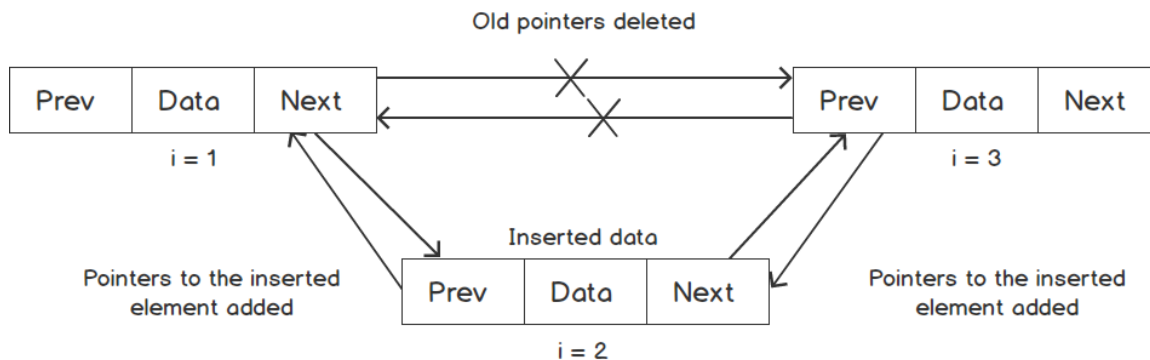 Old pointers deleted
Prev Data Next
Prev Data Next
i = 1
i = 3
Inserted data
Pointers to the inserted
element added
Prev Data Next
Pointers to the inserted
element added
i = 2